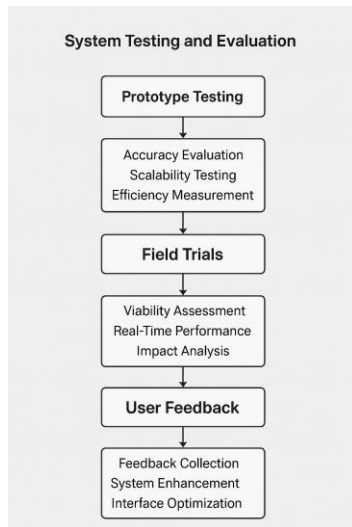 System Testing and Evaluation
Prototype Testing
Accuracy Evaluation
Scalability Testing
Efficiency Measurement
Field Trials
Viability Assessment
Real-Time Performance
Impact Analysis
User Feedback
Feedback Collection
System Enhancement
Interface Optimization